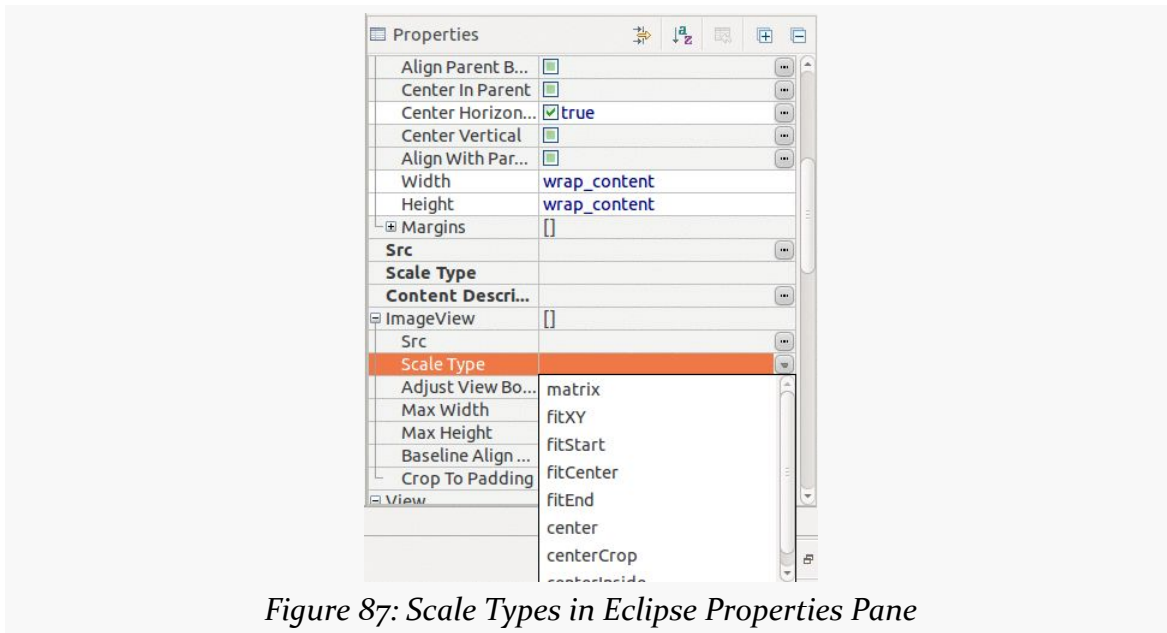 Properties
Align Parent B...
Center In Parent
Center Horizon... true
Center Vertical
Align With Par...
Width wrap_content
Height wrap_content
Margins []
Src
Scale Type
Content Descri...
ImageView []
Src
Scale Type
Adjust View Bo...
matrix
Max Width
fitXY
Max Height
fitStart
Baseline Align ...
fitCenter
Crop To Padding
fitEnd
View
center
centerCrop
centerInside
Figure 87: Scale Types in Eclipse Properties Pane